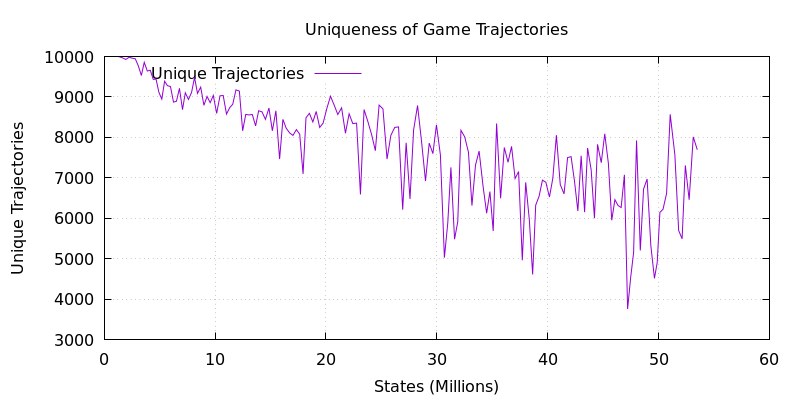 Uniqueness of Game Trajectories
Unique Trajectories
10000
9000
8000
7000
6000
5000
4000
3000
Unique Trajectories
0 10 20 30 40 50 60
States (Millions)